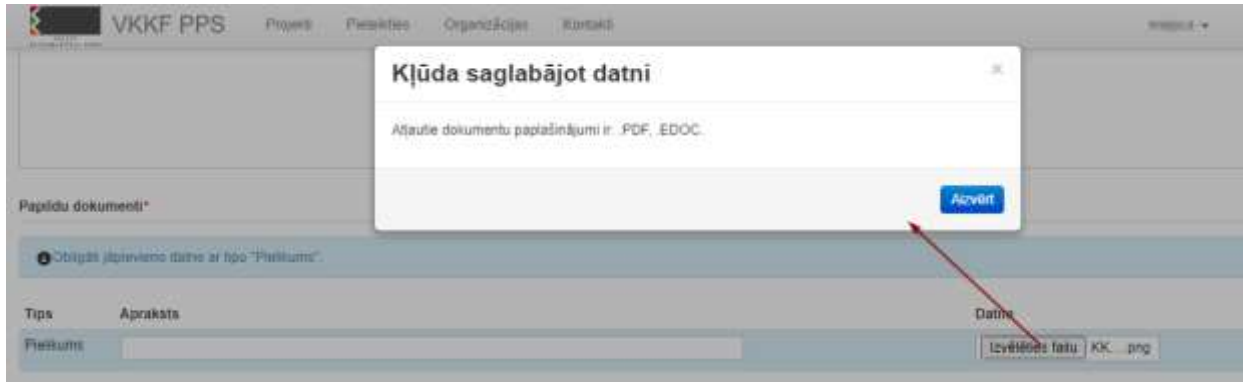 VKKF PPS Projekti Pieteikties Organizācijas Kontakti
Kļūda saglabājot datni ×
Atļautie dokumentu paplašinājumi ir: .PDF, .EDOC.
Aizvērt
Papildu dokumenti*
Obligāti jāpievieno datne ar tipu "Pielikums".
Tips Apraksts Datne
Pielikums Izvēlēties failu KK....png